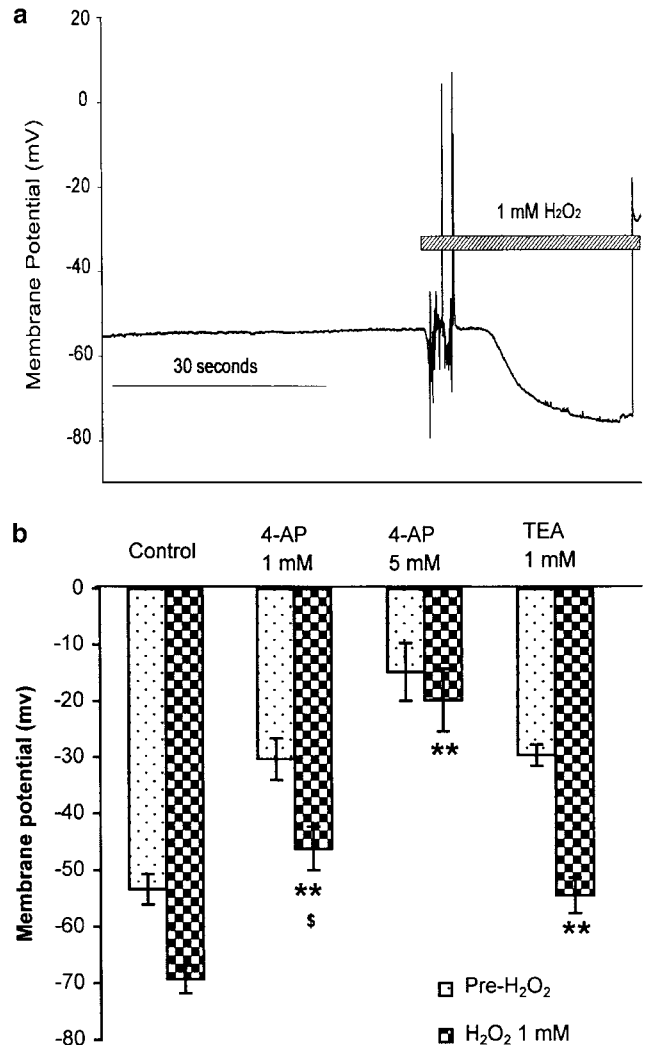 a
20
0
-20
-40
-60
-80
Membrane Potential (mV)
1 mM H₂O₂
30 seconds
b
Control
4-AP
1 mM
4-AP
5 mM
TEA
1 mM
0
-10
-20
-30
-40
-50
-60
-70
-80
Membrane potential (mv)
**
$
**
**
Pre-H₂O₂
H₂O₂ 1 mM